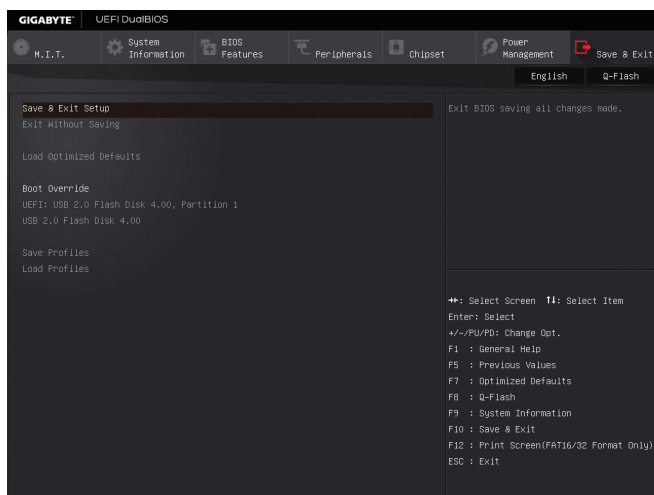 GIGABYTE™ UEFI DualBIOS
M.I.T.
System
Information
BIOS
Features
Peripherals
Chipset
Power
Management
Save & Exit
English
Q-Flash
Save & Exit Setup
Exit Without Saving
Load Optimized Defaults
Boot Override
UEFI: USB 2.0 Flash Disk 4.00, Partition 1
USB 2.0 Flash Disk 4.00
Save Profiles
Load Profiles
Exit BIOS saving all changes made.
→←: Select Screen ↑↓: Select Item
Enter: Select
+/-/PU/PD: Change Opt.
F1 : General Help
F5 : Previous Values
F7 : Optimized Defaults
F8 : Q-Flash
F9 : System Information
F10 : Save & Exit
F12 : Print Screen(FAT16/32 Format Only)
ESC : Exit